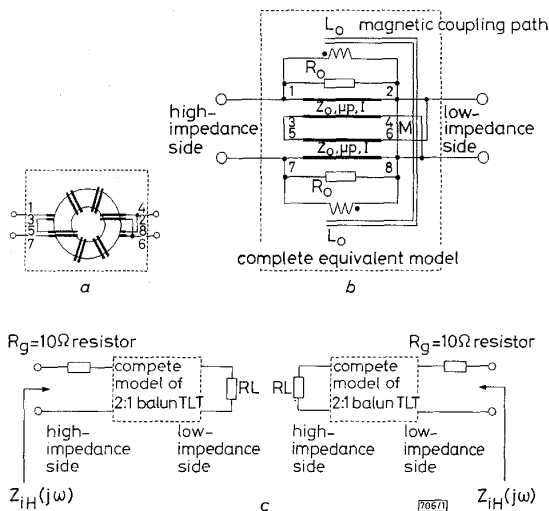 L₀ magnetic coupling path
R₀
1 2
high-
impedance
side
Z₀,μp,l
3 4
5 6
M
Z₀,μp,l
low-
impedance
side
7 8
R₀
L₀
complete equivalent model
1 4
3 2
5 8
7 6
a
b
Rg=10Ω resistor
compete
model of
2:1 balun TLT
RL
high-
impedance
side
low-
impedance
side
ZiH(jω)
Rg=10Ω resistor
RL
compete
model of
2:1 balun TLT
high-
impedance
side
low-
impedance
side
ZiH(jω)
c
706/1